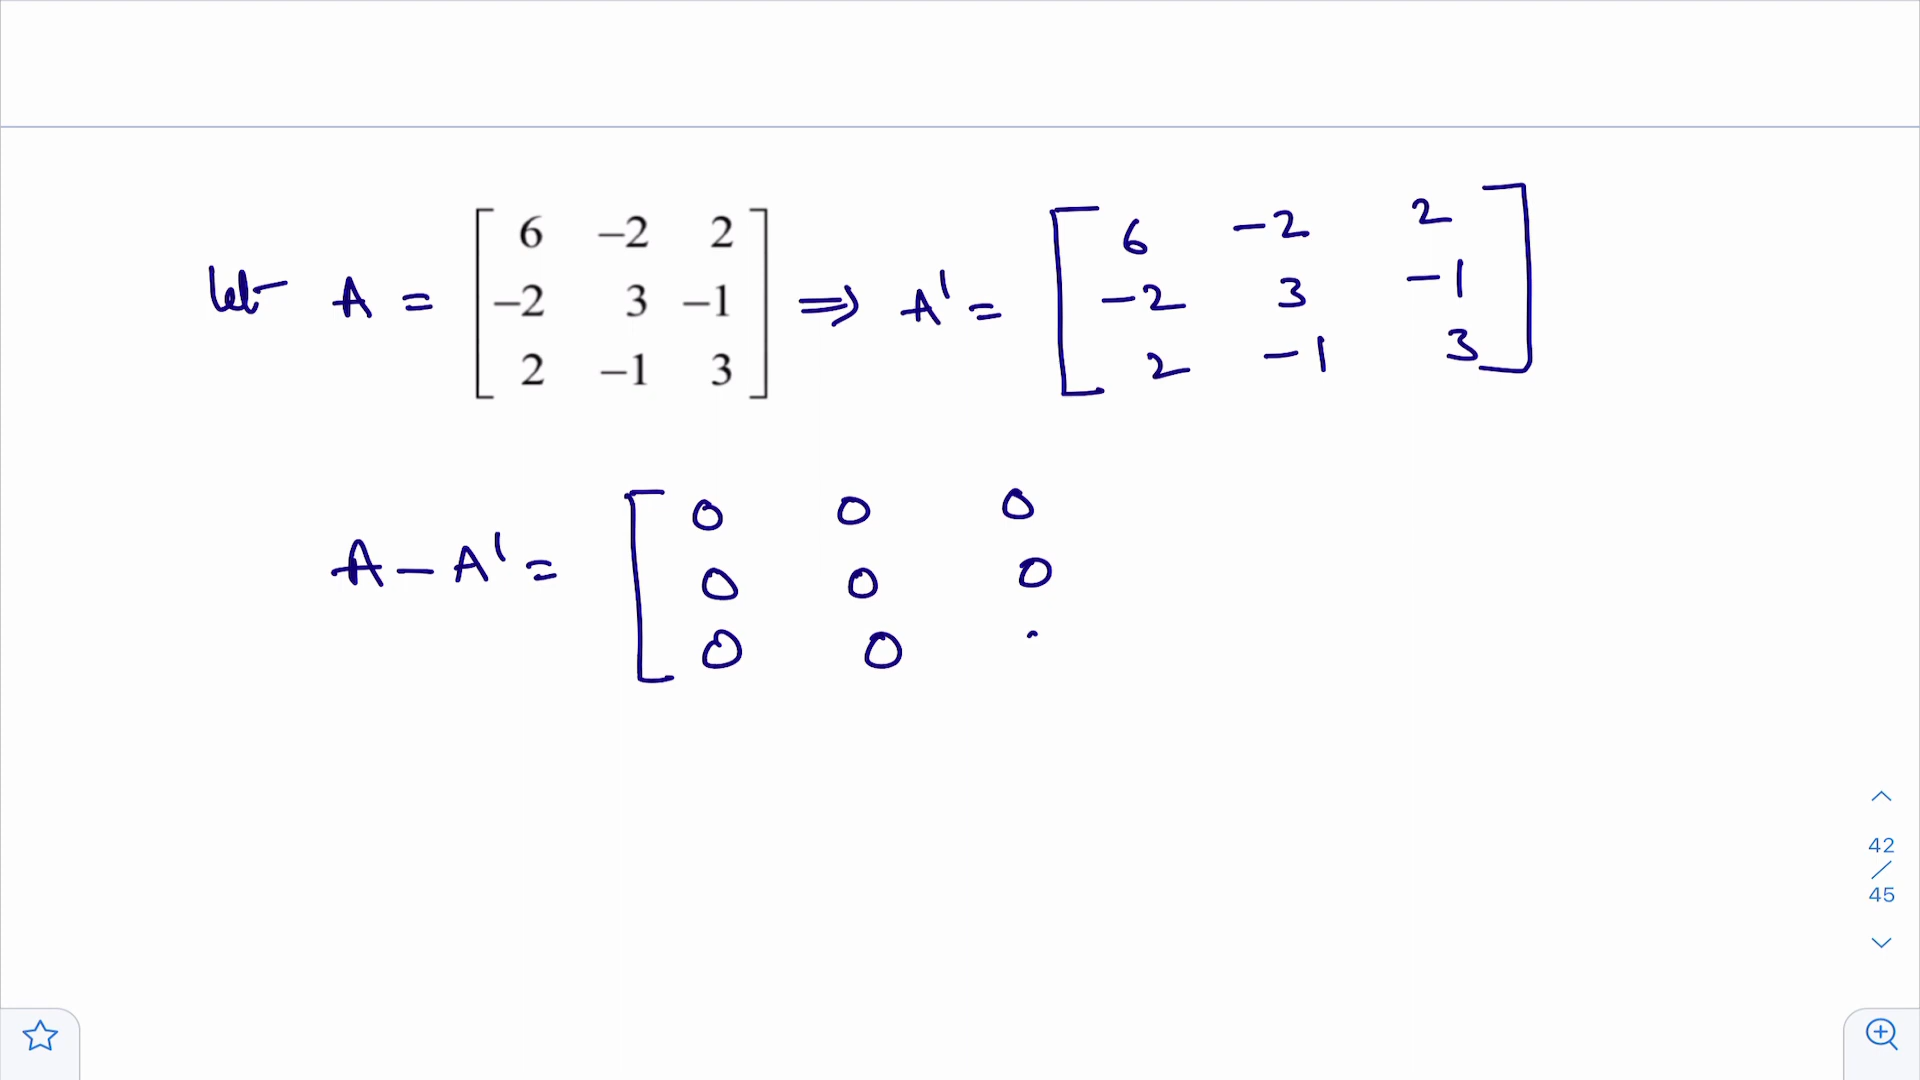 let A = [ 6 −2 2 −2 3 −1 2 −1 3 ] ⇒ A' = [ 6 −2 2 −2 3 −1 2 −1 3 ]
A − A' = [ 0 0 0 0 0 0 0 0
42
/
45